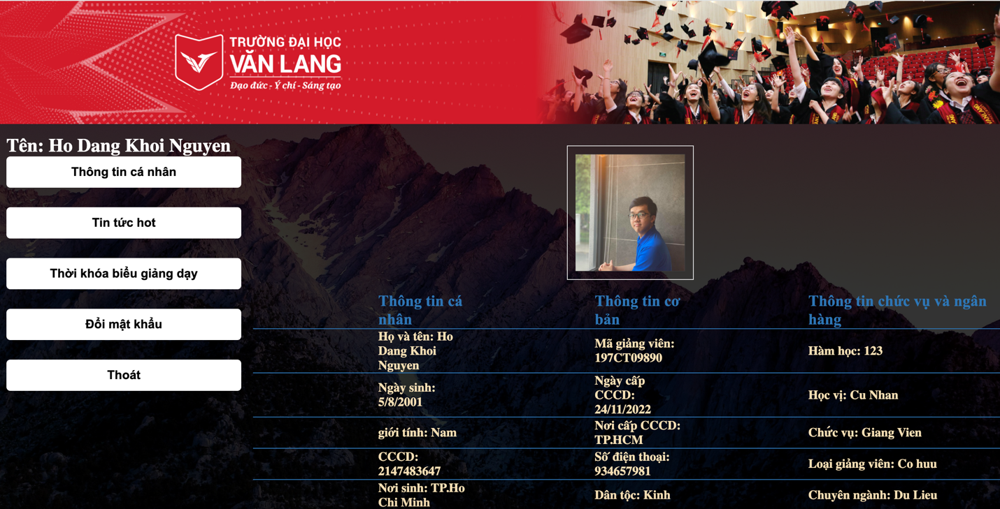 TRƯỜNG ĐẠI HỌC
VĂN LANG
Đạo đức - Ý chí - Sáng tạo
Tên: Ho Dang Khoi Nguyen
Thông tin cá nhân
Tin tức hot
Thời khóa biểu giảng dạy
Đổi mật khẩu
Thoát
Thông tin cá
nhân
Thông tin cơ
bản
Thông tin chức vụ và ngân
hàng
Họ và tên: Ho
Dang Khoi
Nguyen
Mã giảng viên:
197CT09890
Hàm học: 123
Ngày sinh:
5/8/2001
Ngày cấp
CCCD:
24/11/2022
Học vị: Cu Nhan
giới tính: Nam
Nơi cấp CCCD:
TP.HCM
Chức vụ: Giang Vien
CCCD:
2147483647
Số điện thoại:
934657981
Loại giảng viên: Co huu
Nơi sinh: TP.Ho
Chi Minh
Dân tộc: Kinh
Chuyên ngành: Du Lieu